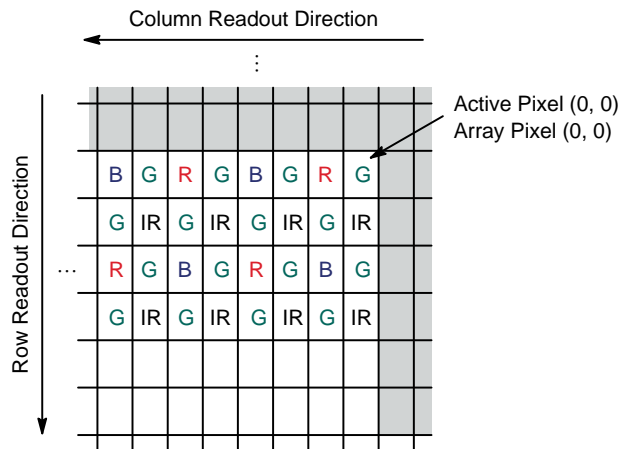 Column Readout Direction
...
Active Pixel (0, 0)
Array Pixel (0, 0)
Row Readout Direction
B G R G B G R G
G IR G IR G IR G IR
... R G B G R G B G
G IR G IR G IR G IR